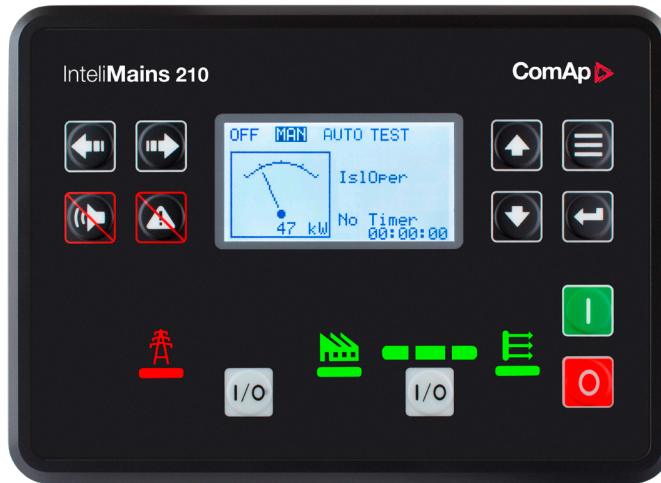 InteliMains 210
ComAp
OFF MAN AUTO TEST
IslOper
47 kW
No Timer
00:00:00
I/O
I/O
I
O